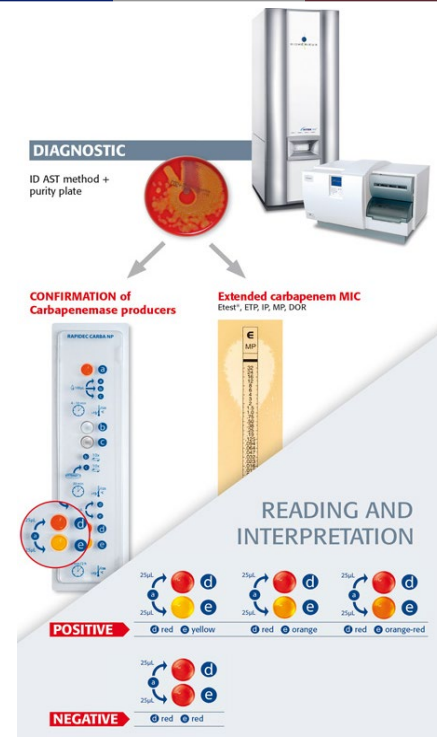 DIAGNOSTIC
ID AST method +
purity plate
CONFIRMATION of
Carbapenemase producers
Extended carbapenem MIC
Etest®, ETP, IP, MP, DOR
RAPIDEC CARBA NP
a
b
c
d
e
€
MP
READING AND
INTERPRETATION
25µL d 25µL d 25µL d
a a a
25µL e 25µL e 25µL e
POSITIVE d red e yellow d red e orange d red e orange-red
25µL d
a
25µL e
NEGATIVE d red e red